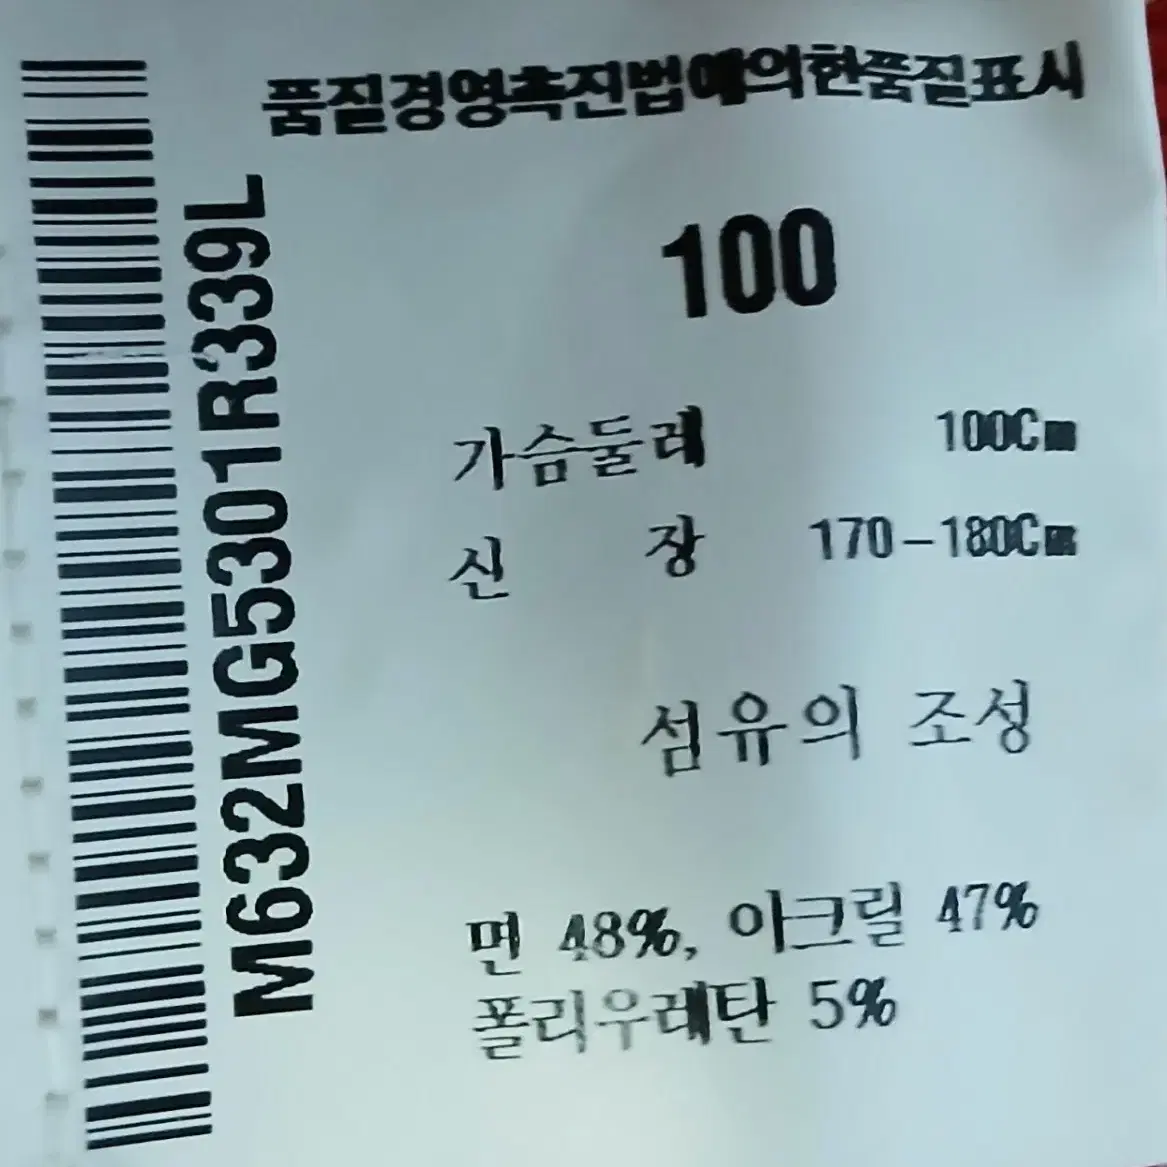 품질경영촉진법에의한품질표시
M632MG5301R339L
100
가슴둘레 100Cm
신 장 170-180Cm
섬유의 조성
면 48%, 아크릴 47%
폴리우레탄 5%